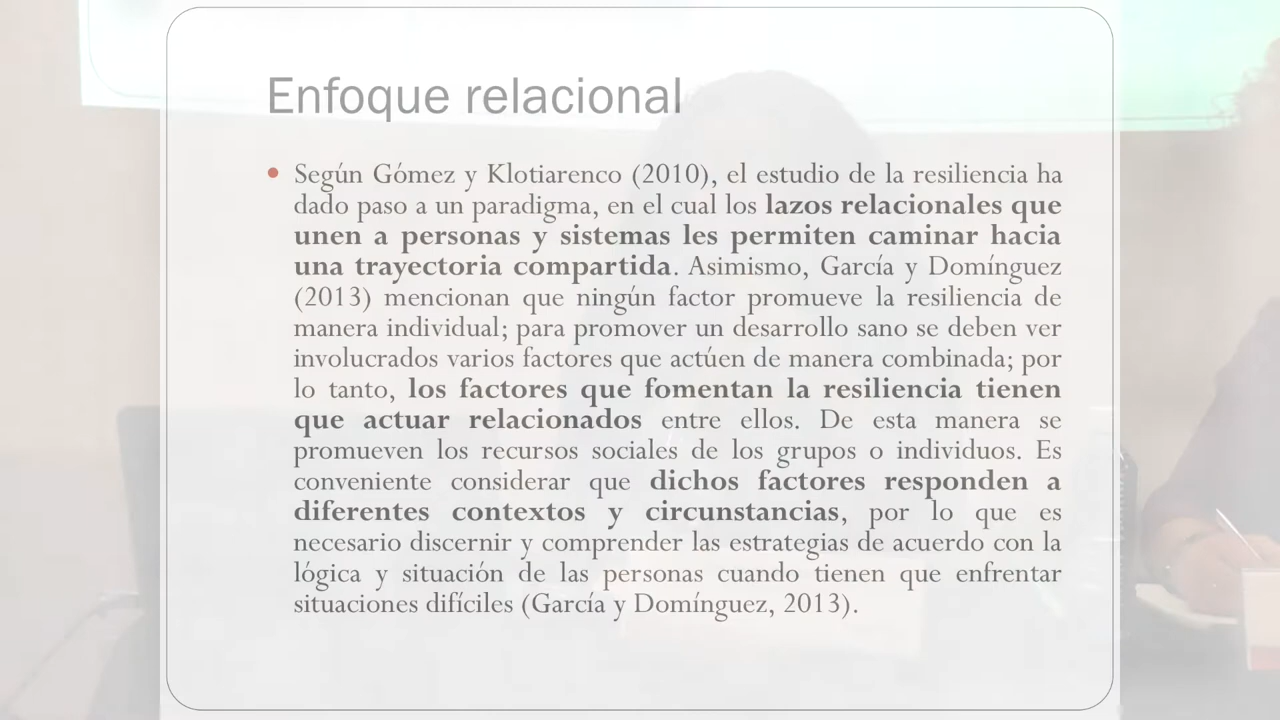 Enfoque relacional
• Según Gómez y Klotiarenco (2010), el estudio de la resiliencia ha
dado paso a un paradigma, en el cual los lazos relacionales que
unen a personas y sistemas les permiten caminar hacia
una trayectoria compartida. Asimismo, García y Domínguez
(2013) mencionan que ningún factor promueve la resiliencia de
manera individual; para promover un desarrollo sano se deben ver
involucrados varios factores que actúen de manera combinada; por
lo tanto, los factores que fomentan la resiliencia tienen
que actuar relacionados entre ellos. De esta manera se
promueven los recursos sociales de los grupos o individuos. Es
conveniente considerar que dichos factores responden a
diferentes contextos y circunstancias, por lo que es
necesario discernir y comprender las estrategias de acuerdo con la
lógica y situación de las personas cuando tienen que enfrentar
situaciones difíciles (García y Domínguez, 2013).